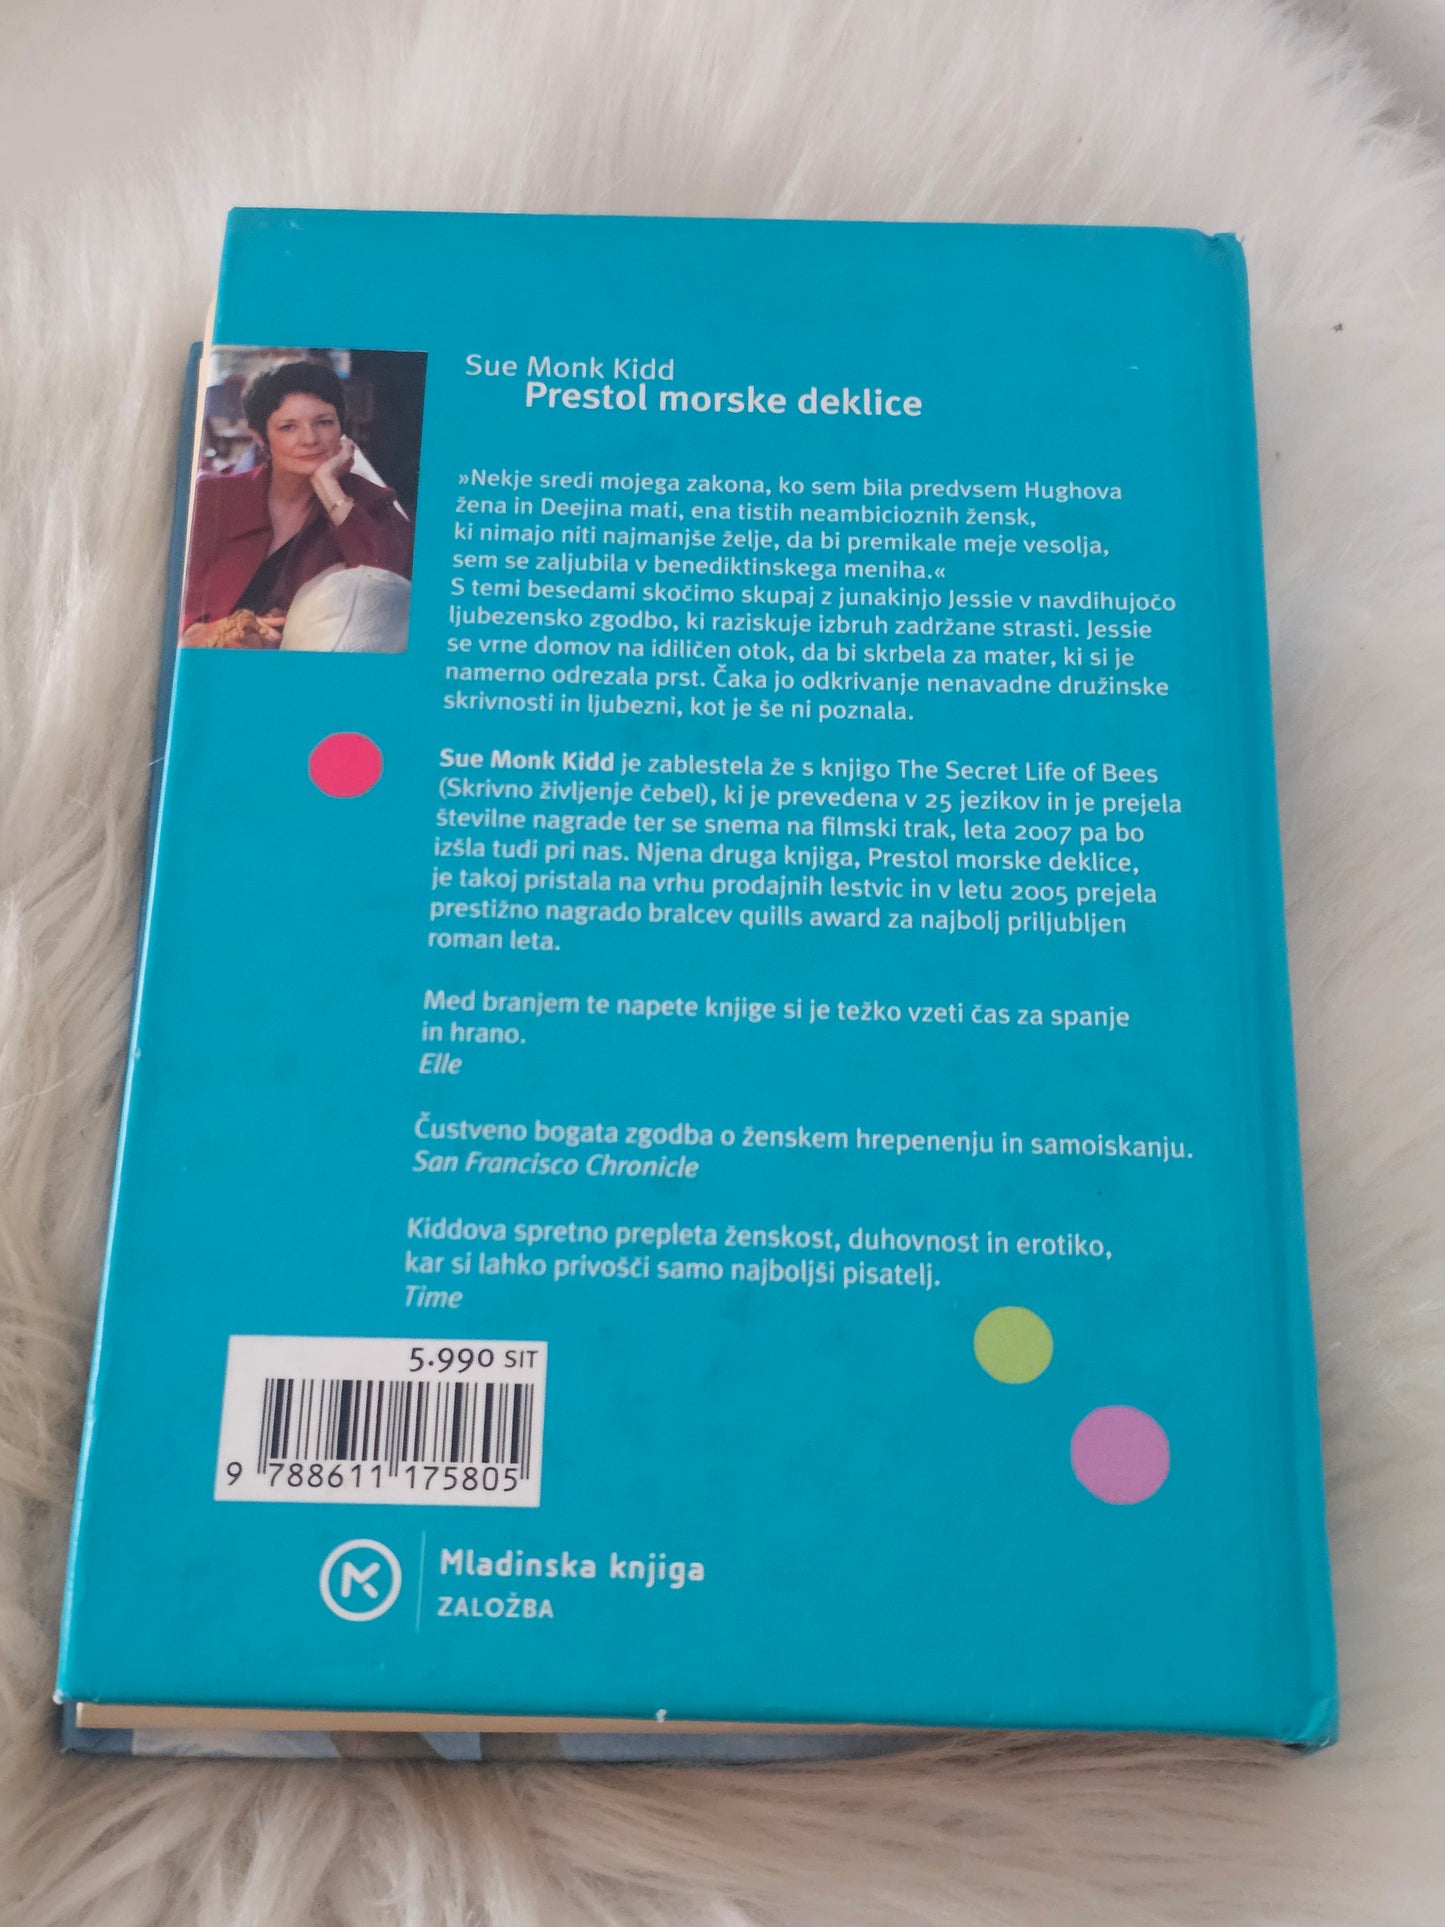 Sue Monk Kidd
Prestol morske deklice
»Nekje sredi mojega zakona, ko sem bila predvsem Hughova
žena in Deejina mati, ena tistih neambicioznih žensk,
ki nimajo niti najmanjše želje, da bi premikale meje vesolja,
sem se zaljubila v benediktinskega meniha.«
S temi besedami skočimo skupaj z junakinjo Jessie v navdihujočo
ljubezensko zgodbo, ki raziskuje izbruh zadržane strasti. Jessie
se vrne domov na idiličen otok, da bi skrbela za mater, ki si je
namerno odrezala prst. Čaka jo odkrivanje nenavadne družinske
skrivnosti in ljubezni, kot je še ni poznala.
Sue Monk Kidd je zablestela že s knjigo The Secret Life of Bees
(Skrivno življenje čebel), ki je prevedena v 25 jezikov in je prejela
številne nagrade ter se snema na filmski trak, leta 2007 pa bo
izšla tudi pri nas. Njena druga knjiga, Prestol morske deklice,
je takoj pristala na vrhu prodajnih lestvic in v letu 2005 prejela
prestižno nagrado bralcev quills award za najbolj priljubljen
roman leta.
Med branjem te napete knjige si je težko vzeti čas za spanje
in hrano.
Elle
Čustveno bogata zgodba o ženskem hrepenenju in samoiskanju.
San Francisco Chronicle
Kiddova spretno prepleta ženskost, duhovnost in erotiko,
kar si lahko privošči samo najboljši pisatelj.
Time
5.990 SIT
9 788611 175805
Mladinska knjiga
ZALOŽBA